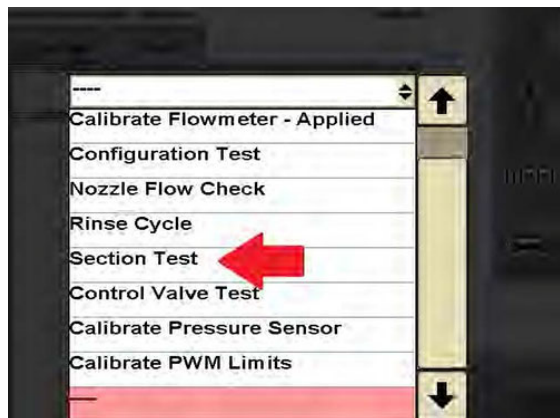 ----
Calibrate Flowmeter - Applied
Configuration Test
Nozzle Flow Check
Rinse Cycle
Section Test
Control Valve Test
Calibrate Pressure Sensor
Calibrate PWM Limits